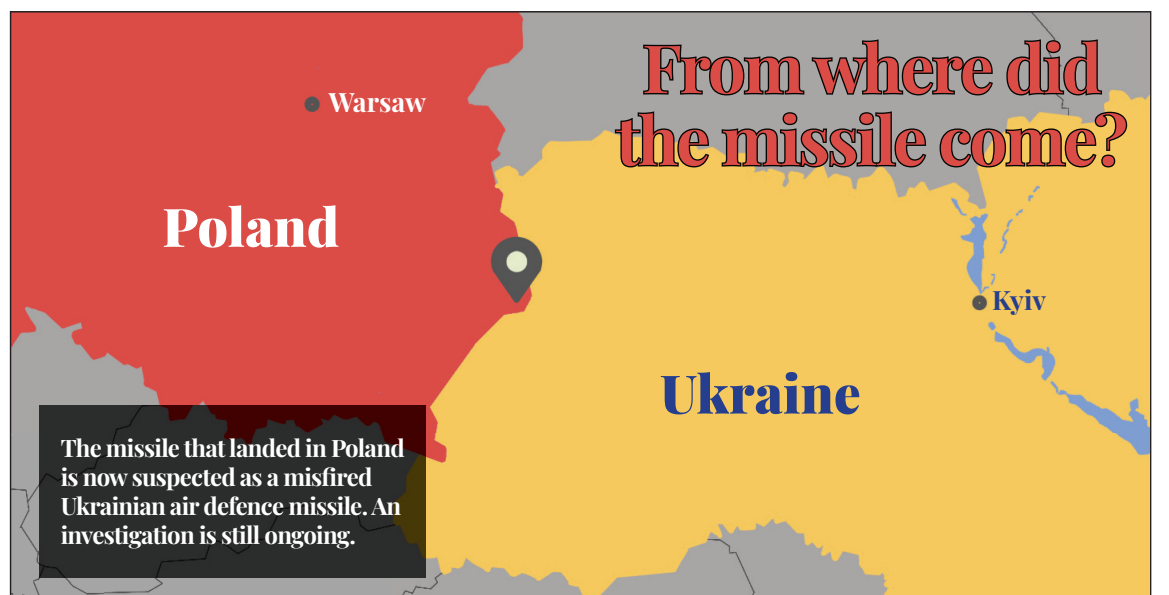 From where did
the missile come?
Warsaw
Poland
Kyiv
Ukraine
The missile that landed in Poland
is now suspected as a misfired
Ukrainian air defence missile. An
investigation is still ongoing.